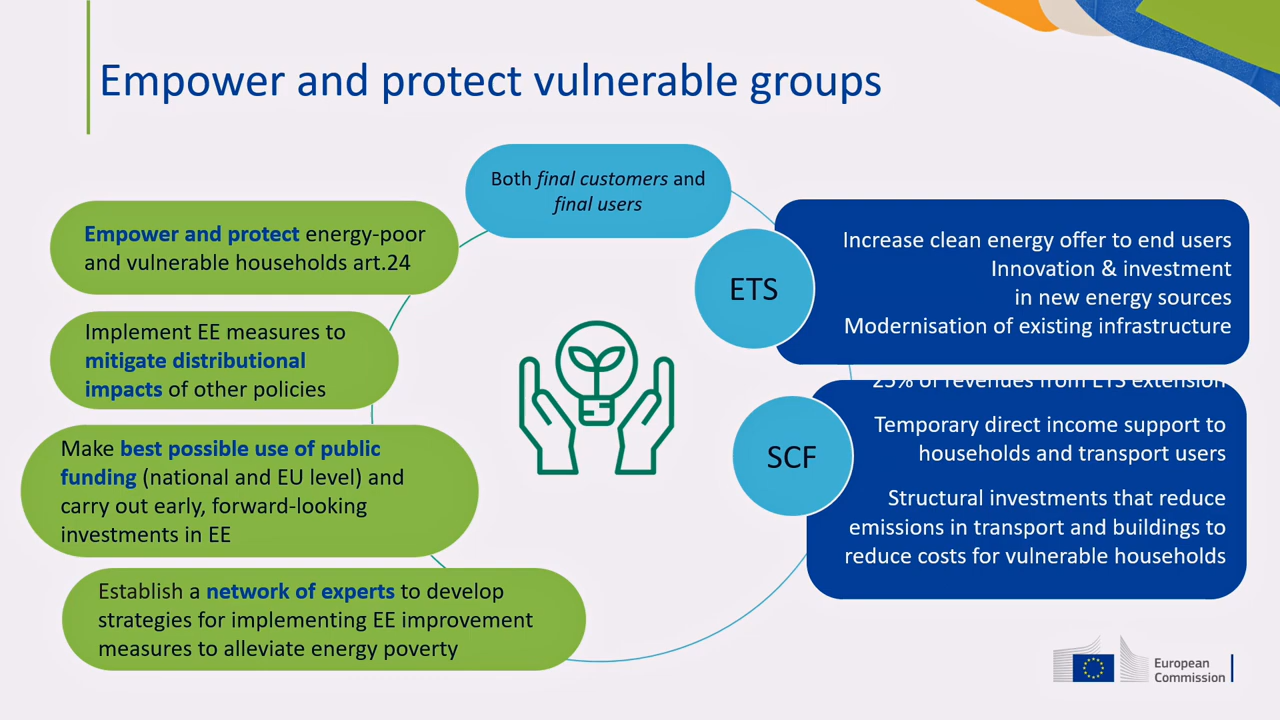 Empower and protect vulnerable groups
Both final customers and
final users
Empower and protect energy-poor
and vulnerable households art.24
Implement EE measures to
mitigate distributional
impacts of other policies
Make best possible use of public
funding (national and EU level) and
carry out early, forward-looking
investments in EE
Establish a network of experts to develop
strategies for implementing EE improvement
measures to alleviate energy poverty
ETS
Increase clean energy offer to end users
Innovation & investment
in new energy sources
Modernisation of existing infrastructure
SCF
25% of revenues from ETS extension
Temporary direct income support to
households and transport users
Structural investments that reduce
emissions in transport and buildings to
reduce costs for vulnerable households
European
Commission